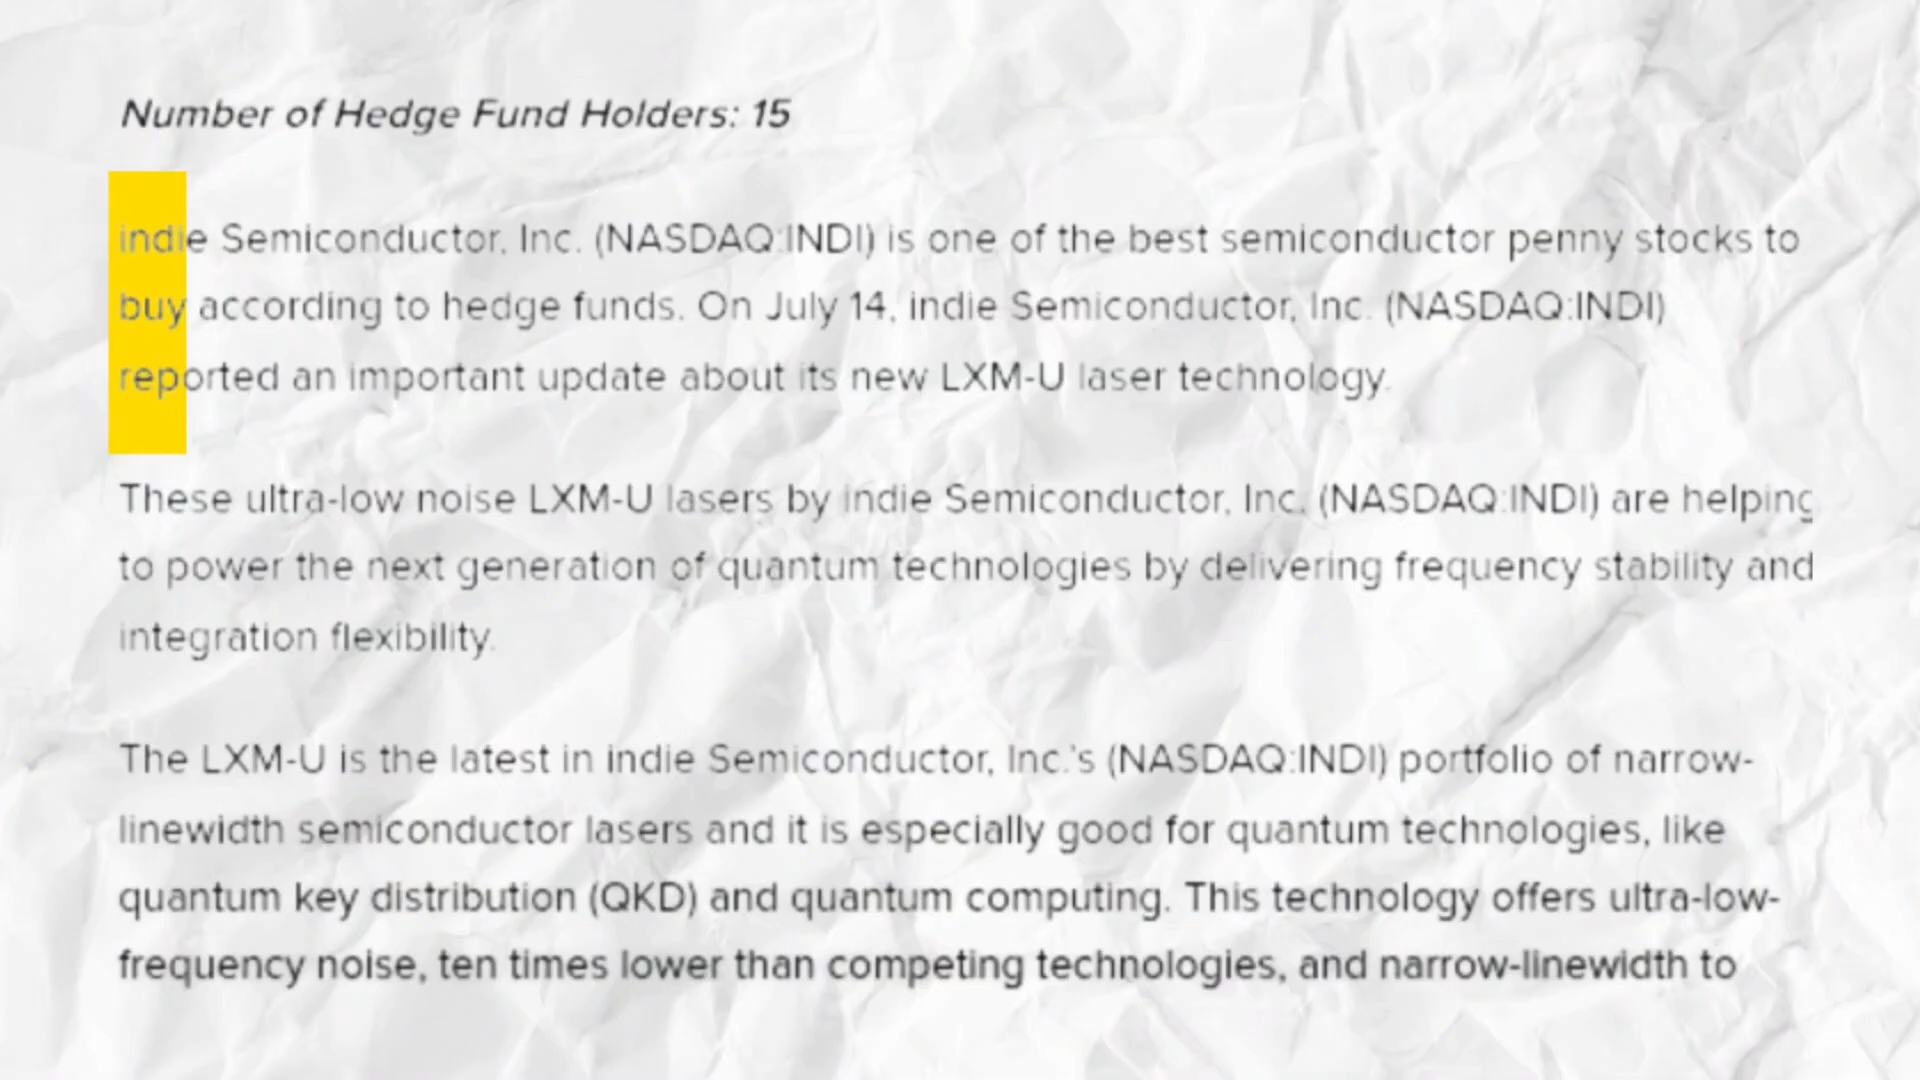 Number of Hedge Fund Holders: 15
indie Semiconductor, Inc. (NASDAQ:INDI) is one of the best semiconductor penny stocks to
buy according to hedge funds. On July 14, indie Semiconductor, Inc. (NASDAQ:INDI)
reported an important update about its new LXM-U laser technology.
These ultra-low noise LXM-U lasers by indie Semiconductor, Inc. (NASDAQ:INDI) are helping
to power the next generation of quantum technologies by delivering frequency stability and
integration flexibility.
The LXM-U is the latest in indie Semiconductor, Inc.'s (NASDAQ:INDI) portfolio of narrow-
linewidth semiconductor lasers and it is especially good for quantum technologies, like
quantum key distribution (QKD) and quantum computing. This technology offers ultra-low-
frequency noise, ten times lower than competing technologies, and narrow-linewidth to